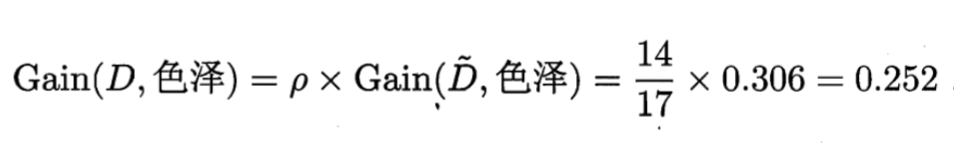 Gain(D, 色泽) = ρ × Gain(D̃, 色泽) = 14/17 × 0.306 = 0.252